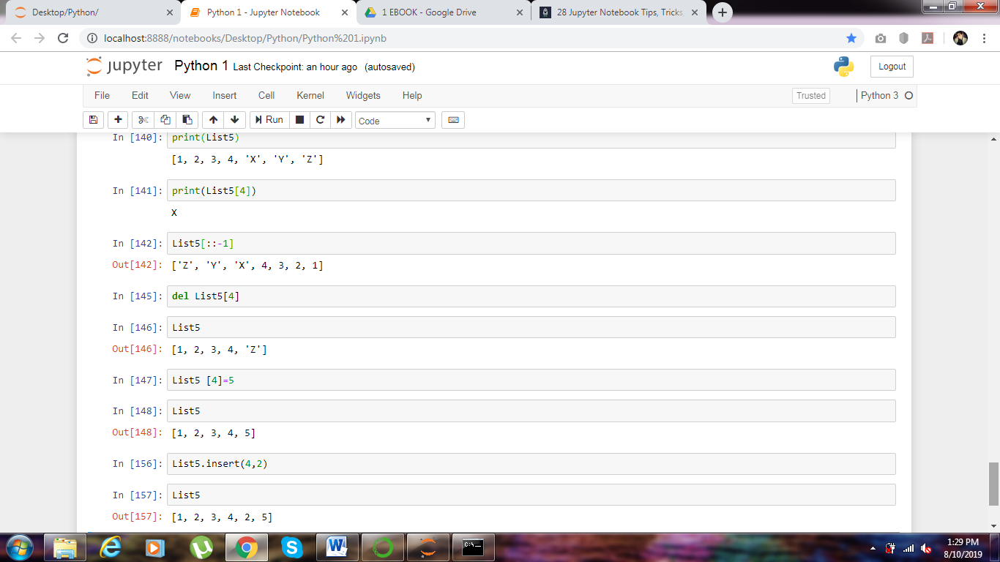 Desktop/Python/ Python 1 - Jupyter Notebook 1 EBOOK - Google Drive 28 Jupyter Notebook Tips, Tricks,
localhost:8888/notebooks/Desktop/Python/Python%201.ipynb
jupyter Python 1 Last Checkpoint: an hour ago (autosaved) Logout
File Edit View Insert Cell Kernel Widgets Help Trusted Python 3
Run Code
In [140]: print(List5)
[1, 2, 3, 4, 'X', 'Y', 'Z']
In [141]: print(List5[4])
X
In [142]: List5[::-1]
Out[142]: ['Z', 'Y', 'X', 4, 3, 2, 1]
In [145]: del List5[4]
In [146]: List5
Out[146]: [1, 2, 3, 4, 'Z']
In [147]: List5 [4]=5
In [148]: List5
Out[148]: [1, 2, 3, 4, 5]
In [156]: List5.insert(4,2)
In [157]: List5
Out[157]: [1, 2, 3, 4, 2, 5]
1:29 PM
8/10/2019